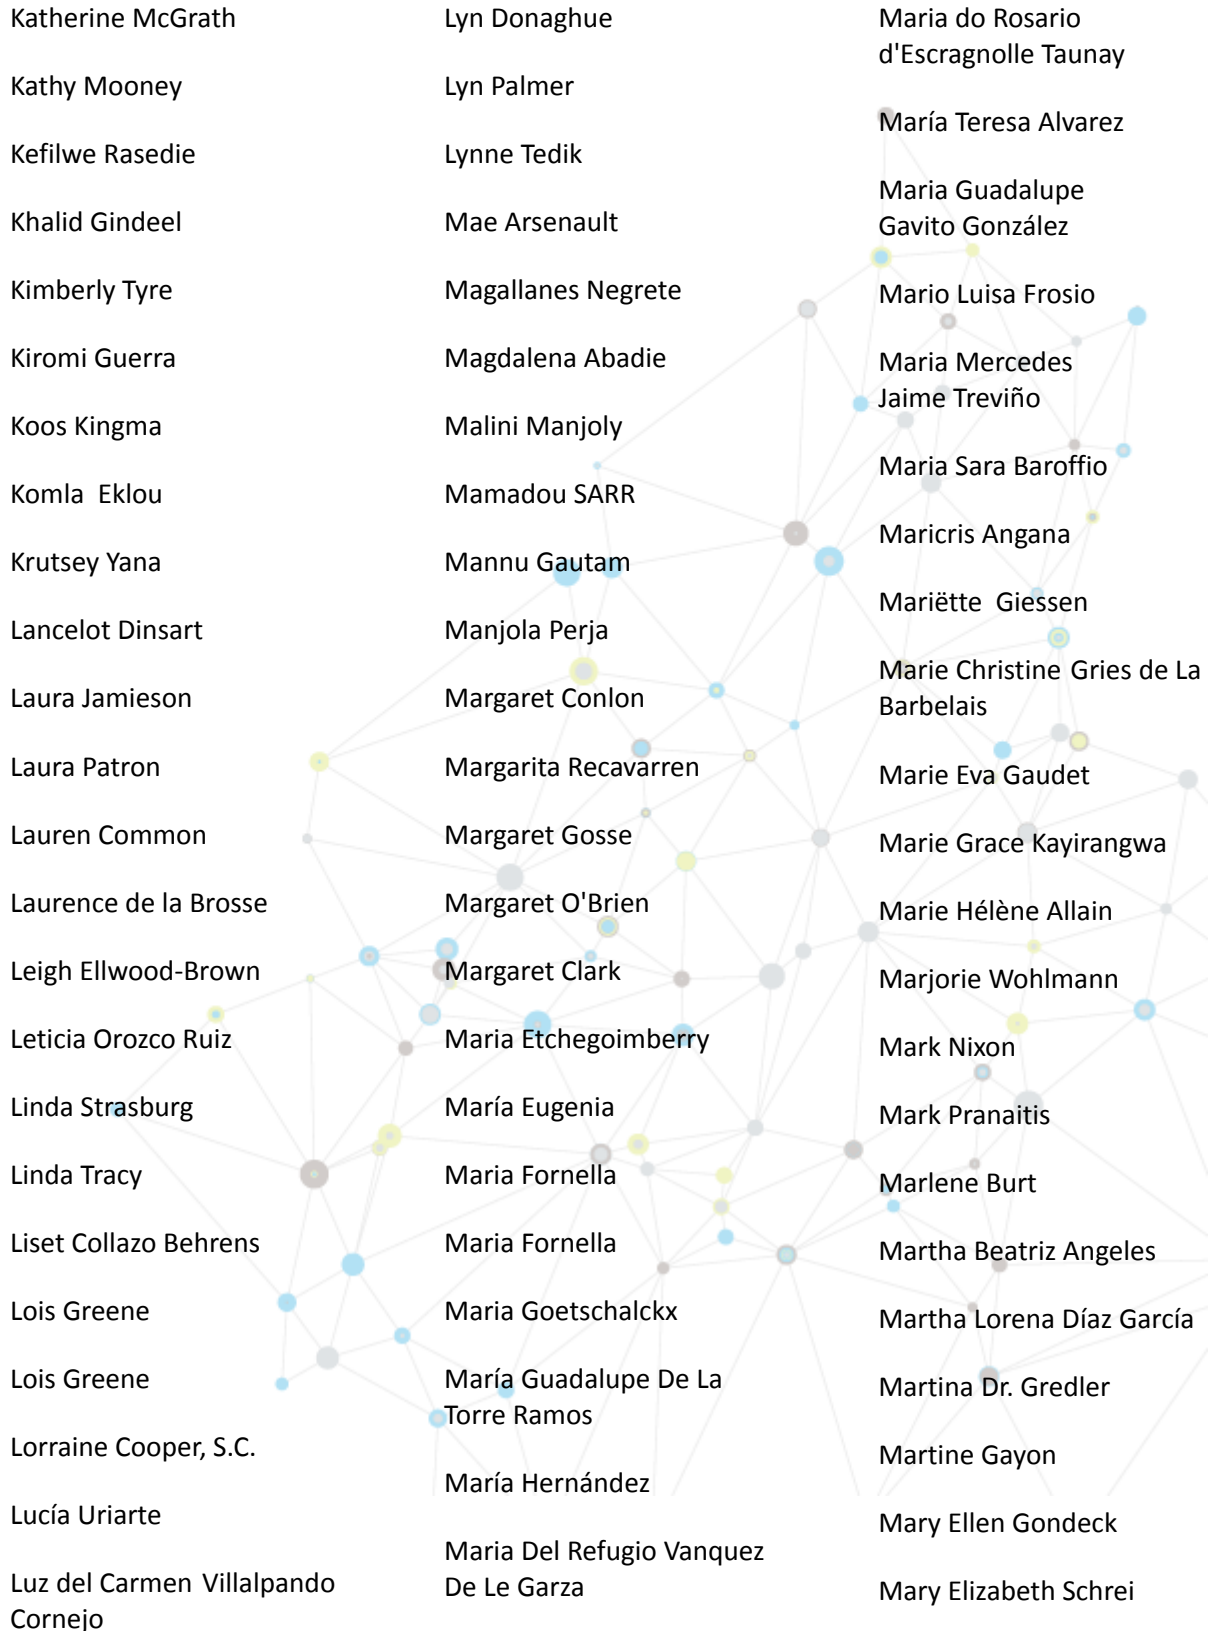 Katherine McGrath
Kathy Mooney
Kefilwe Rasedie
Khalid Gindeel
Kimberly Tyre
Kiromi Guerra
Koos Kingma
Komla  Eklou
Krutsey Yana
Lancelot Dinsart
Laura Jamieson
Laura Patron
Lauren Common
Laurence de la Brosse
Leigh Ellwood-Brown
Leticia Orozco Ruiz
Linda Strasburg
Linda Tracy
Liset Collazo Behrens
Lois Greene
Lois Greene
Lorraine Cooper, S.C.
Lucía Uriarte
Luz del Carmen Villalpando
Cornejo
Lyn Donaghue
Lyn Palmer
Lynne Tedik
Mae Arsenault
Magallanes Negrete
Magdalena Abadie
Malini Manjoly
Mamadou SARR
Mannu Gautam
Manjola Perja
Margaret Conlon
Margarita Recavarren
Margaret Gosse
Margaret O'Brien
Margaret Clark
Maria Etchegoimberry
María Eugenia
Maria Fornella
Maria Fornella
Maria Goetschalckx
María Guadalupe De La
Torre Ramos
María Hernández
Maria Del Refugio Vanquez
De Le Garza
Maria do Rosario
d'Escragnolle Taunay
María Teresa Alvarez
Maria Guadalupe
Gavito González
Mario Luisa Frosio
Maria Mercedes
Jaime Treviño
Maria Sara Baroffio
Maricris Angana
Mariëtte  Giessen
Marie Christine Gries de La
Barbelais
Marie Eva Gaudet
Marie Grace Kayirangwa
Marie Hélène Allain
Marjorie Wohlmann
Mark Nixon
Mark Pranaitis
Marlene Burt
Martha Beatriz Angeles
Martha Lorena Díaz García
Martina Dr. Gredler
Martine Gayon
Mary Ellen Gondeck
Mary Elizabeth Schrei